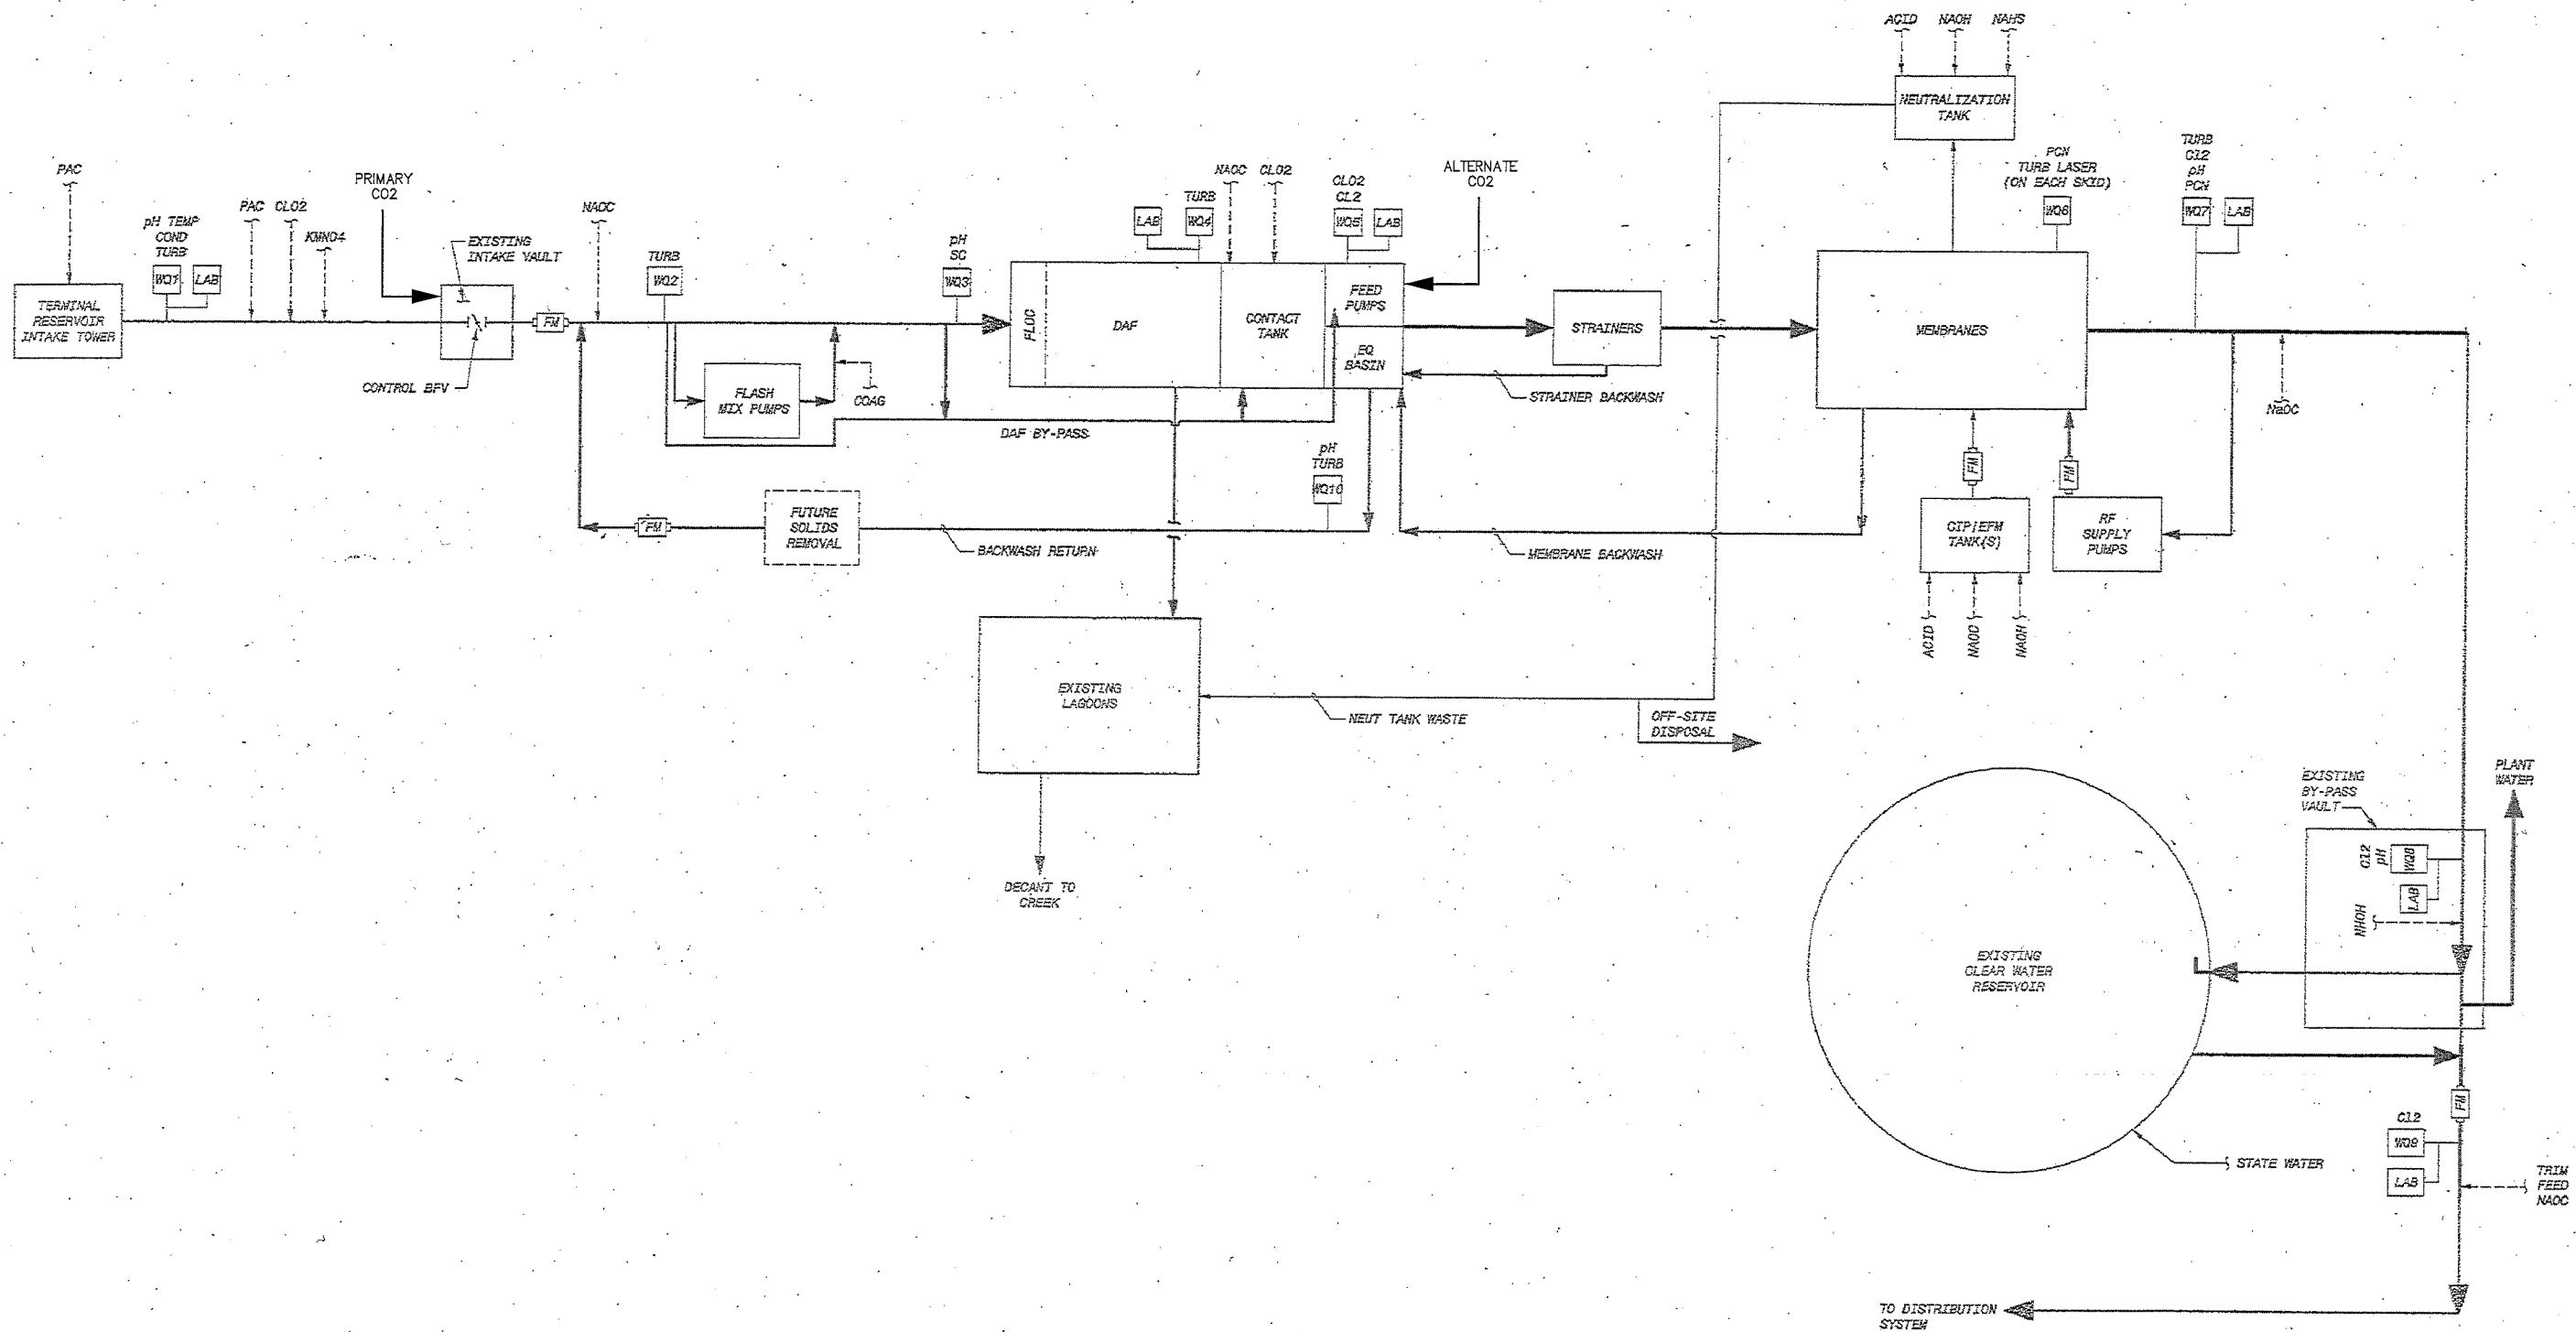 ACID NAOH NAHS
NEUTRALIZATION
TANK
PAC
PRIMARY
CO2
pH TEMP
COND
TURB
WQ1 LAB
PAC CLO2
KMNO4
EXISTING
INTAKE VAULT
CONTROL BFV
TERMINAL
RESERVOIR
INTAKE TOWER
FM
NAOC
TURB
WQ2
FLASH
MIX PUMPS
COAG
pH
SC
WQ3
FLOC
DAF
LAB
TURB
WQ4
NAOC CLO2
CONTACT
TANK
CLO2
CL2
WQ5 LAB
ALTERNATE
CO2
FEED
PUMPS
EQ
BASIN
STRAINERS
STRAINER BACKWASH
DAF BY-PASS
pH
TURB
WQ10
FM
FUTURE
SOLIDS
REMOVAL
BACKWASH RETURN
MEMBRANE BACKWASH
PCN
TURB LASER
(ON EACH SKID)
WQ6
TURB
Cl2
pH
PCN
WQ7 LAB
MEMBRANES
NaOC
FM
FM
CIP/EFM
TANK(S)
RF
SUPPLY
PUMPS
ACID
NAOC
NAOH
EXISTING
LAGOONS
NEUT TANK WASTE
OFF-SITE
DISPOSAL
DECANT TO
CREEK
EXISTING
BY-PASS
VAULT
PLANT
WATER
Cl2
pH
WQ8
LAB
NHOH
EXISTING
CLEAR WATER
RESERVOIR
FM
Cl2
WQ9
LAB
STATE WATER
TRIM
FEED
NAOC
TO DISTRIBUTION
SYSTEM